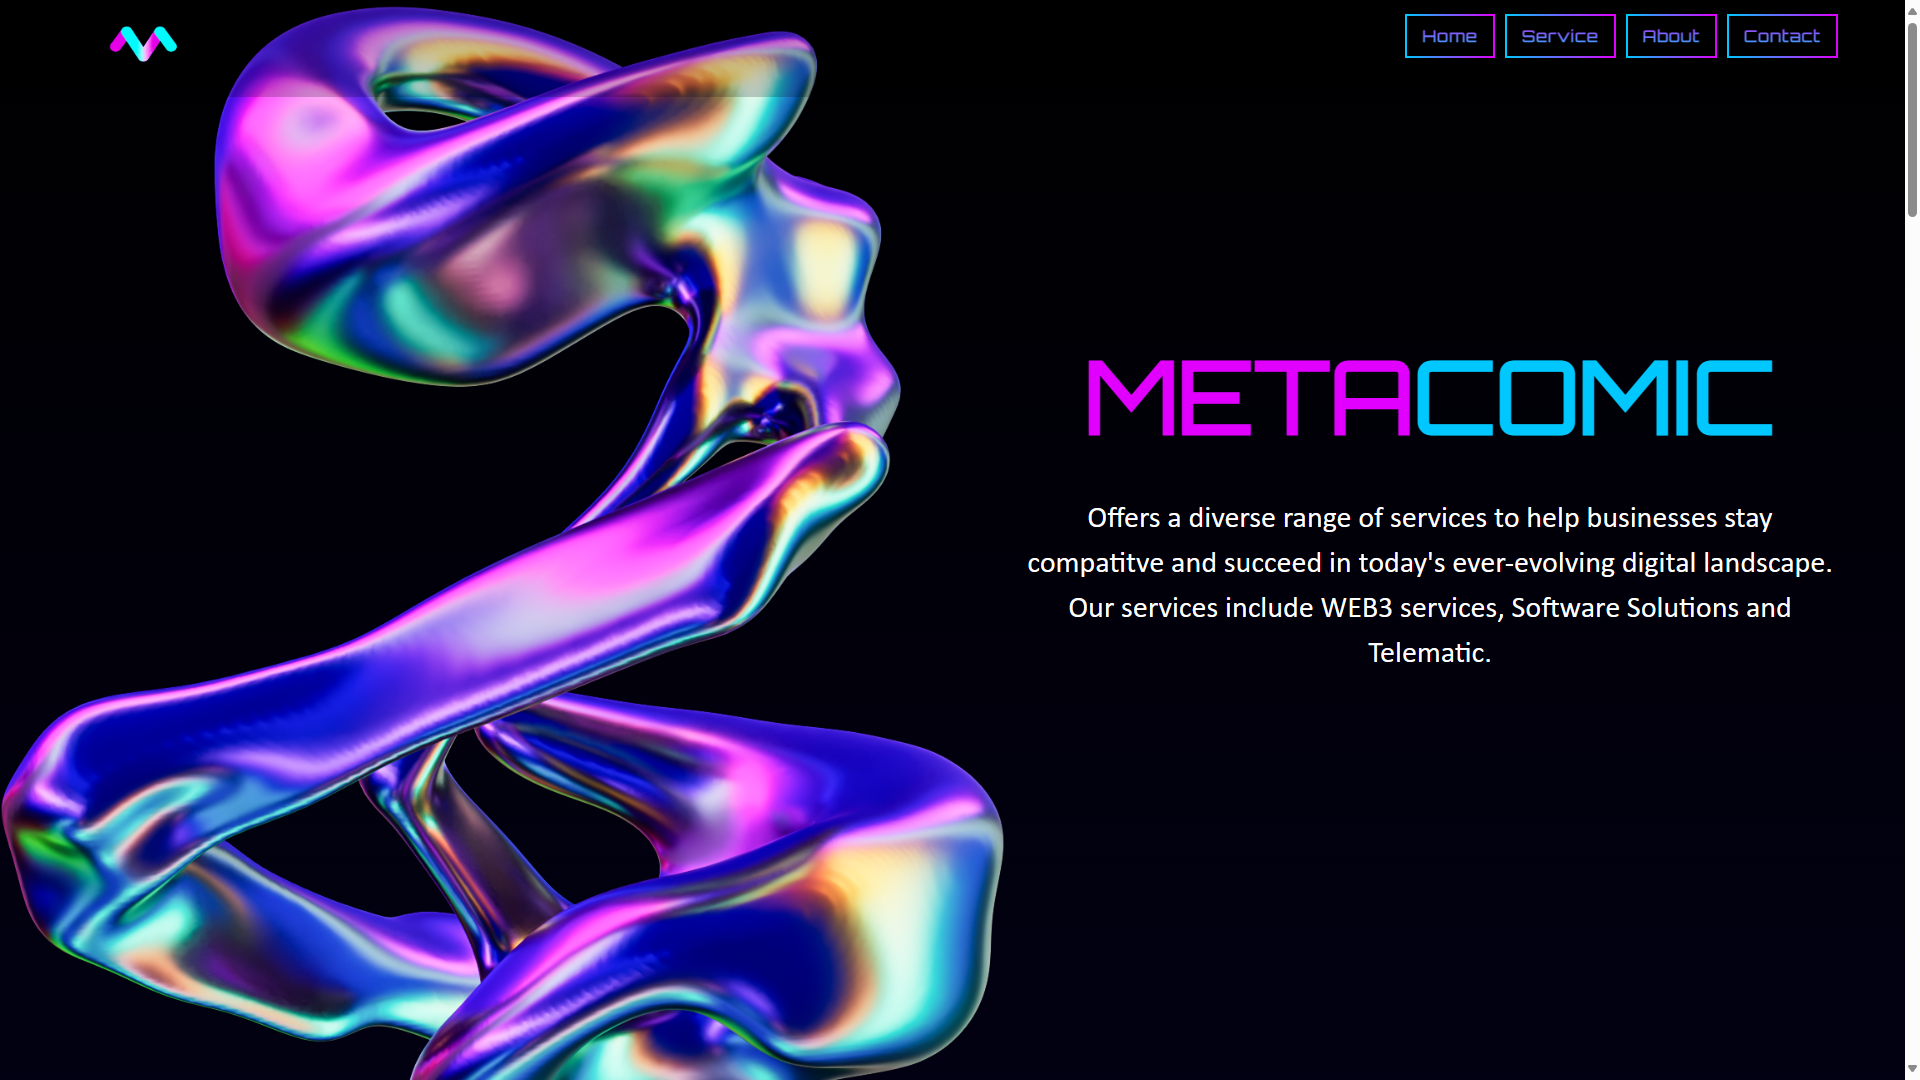 Home Service About Contact
METACOMIC
Offers a diverse range of services to help businesses stay
compatitve and succeed in today's ever-evolving digital landscape.
Our services include WEB3 services, Software Solutions and
Telematic.